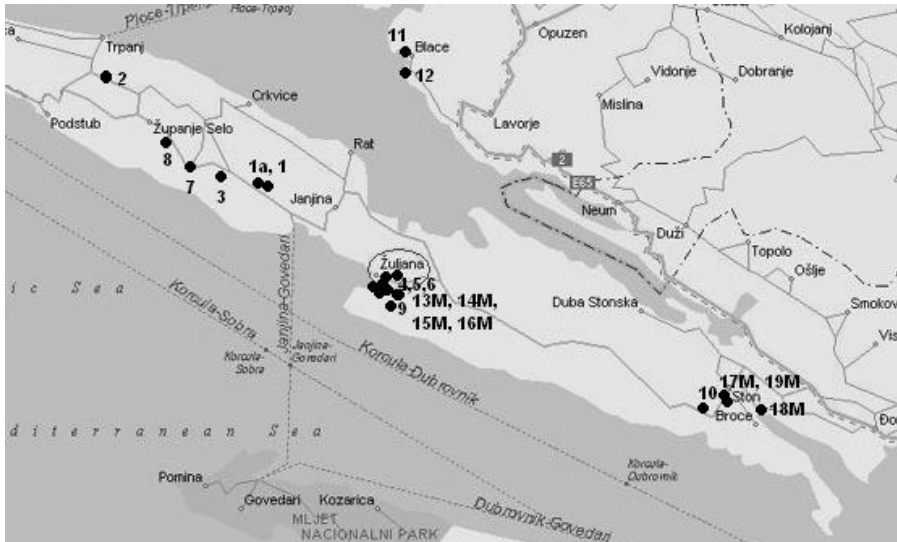 Ploce-Trpanj
Ploce-Trpanj
Trpanj
2
Crkvice
Podstub
Županje Selo
8
7
3
1a, 1
Rat
Janjina
11
Blace
12
Opuzen
Kolojanj
Vidonje
Dobranje
Mislina
Lavorje
2
E65
Neum
Duži
Topolo
Ošlje
Smokov
Vis
Žuljana
4,5,6
13M, 14M,
9
15M, 16M
Duba Stonska
17M, 19M
10
Ston
18M
Broce
Đo
ic Sea
Janjina-Govedari
Korcula-Sobra
Korcula-
Sobra
Janjina-
Govedari
Korcula-Dubrovnik
diterranean Sea
Korcula-
Dubrovnik
Pomina
Govedari
Kozarica
Dubrovnik-Govedari
MLJET
NACIONALNI PARK